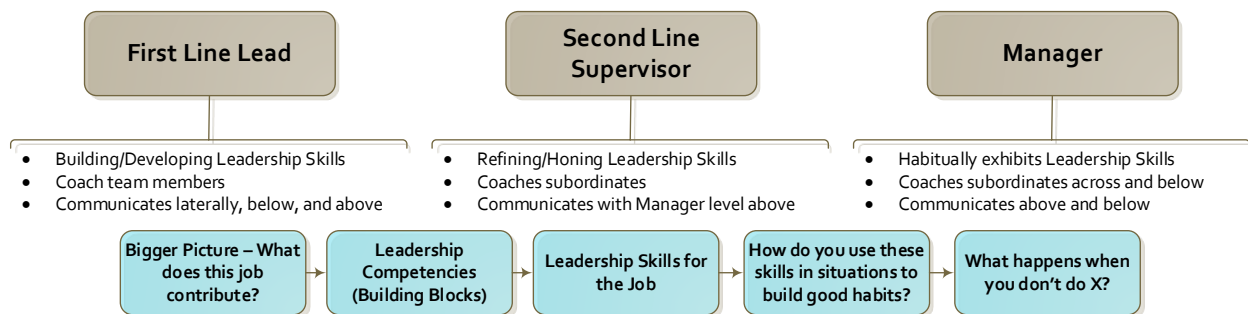 First Line Lead
Second Line
Supervisor
Manager
• Building/Developing Leadership Skills
• Coach team members
• Communicates laterally, below, and above
• Refining/Honing Leadership Skills
• Coaches subordinates
• Communicates with Manager level above
• Habitually exhibits Leadership Skills
• Coaches subordinates across and below
• Communicates above and below
Bigger Picture – What
does this job
contribute?
Leadership
Competencies
(Building Blocks)
Leadership Skills for
the Job
How do you use these
skills in situations to
build good habits?
What happens when
you don’t do X?